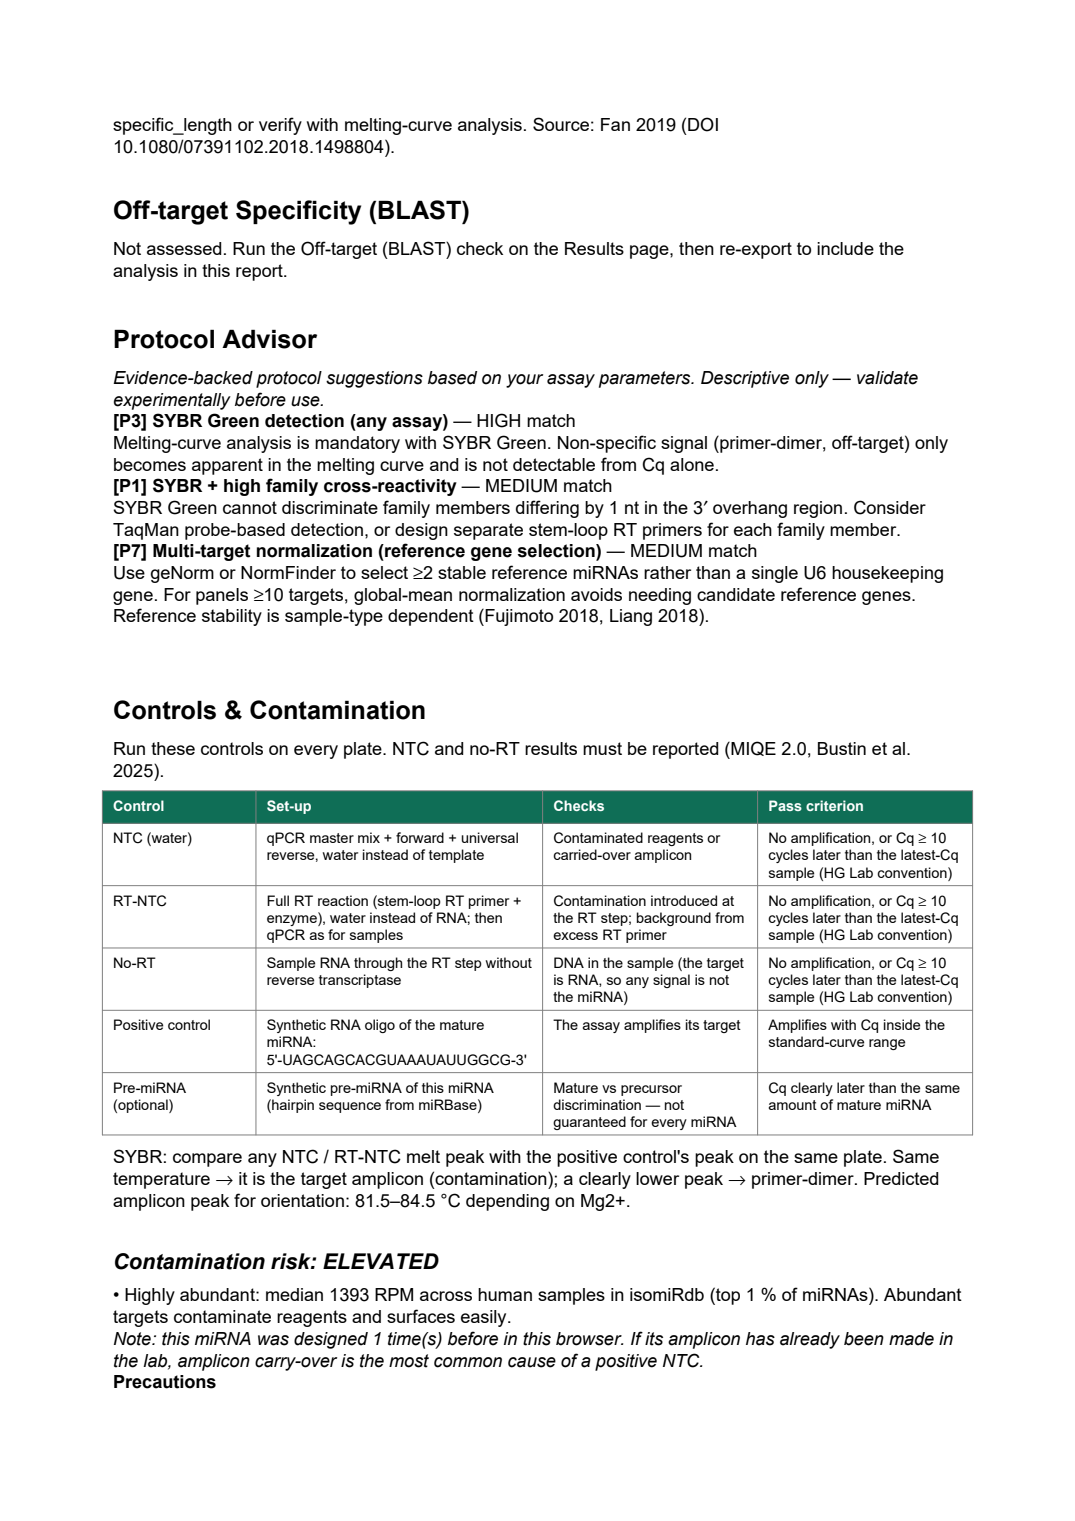 specific_length or verify with melting-curve analysis. Source: Fan 2019 (DOI
10.1080/07391102.2018.1498804).
Off-target Specificity (BLAST)
Not assessed. Run the Off-target (BLAST) check on the Results page, then re-export to include the
analysis in this report.
Protocol Advisor
Evidence-backed protocol suggestions based on your assay parameters. Descriptive only — validate
experimentally before use.
[P3] SYBR Green detection (any assay) — HIGH match
Melting-curve analysis is mandatory with SYBR Green. Non-specific signal (primer-dimer, off-target) only
becomes apparent in the melting curve and is not detectable from Cq alone.
[P1] SYBR + high family cross-reactivity — MEDIUM match
SYBR Green cannot discriminate family members differing by 1 nt in the 3′ overhang region. Consider
TaqMan probe-based detection, or design separate stem-loop RT primers for each family member.
[P7] Multi-target normalization (reference gene selection) — MEDIUM match
Use geNorm or NormFinder to select ≥2 stable reference miRNAs rather than a single U6 housekeeping
gene. For panels ≥10 targets, global-mean normalization avoids needing candidate reference genes.
Reference stability is sample-type dependent (Fujimoto 2018, Liang 2018).
Controls & Contamination
Run these controls on every plate. NTC and no-RT results must be reported (MIQE 2.0, Bustin et al.
2025).
Control Set-up Checks Pass criterion
NTC (water)
qPCR master mix + forward + universal
reverse, water instead of template
Contaminated reagents or
carried-over amplicon
No amplification, or Cq ≥ 10
cycles later than the latest-Cq
sample (HG Lab convention)
RT-NTC
Full RT reaction (stem-loop RT primer +
enzyme), water instead of RNA; then
qPCR as for samples
Contamination introduced at
the RT step; background from
excess RT primer
No amplification, or Cq ≥ 10
cycles later than the latest-Cq
sample (HG Lab convention)
No-RT
Sample RNA through the RT step without
reverse transcriptase
DNA in the sample (the target
is RNA, so any signal is not
the miRNA)
No amplification, or Cq ≥ 10
cycles later than the latest-Cq
sample (HG Lab convention)
Positive control
Synthetic RNA oligo of the mature
miRNA:
5'-UAGCAGCACGUAAAUAUUGGCG-3'
The assay amplifies its target
Amplifies with Cq inside the
standard-curve range
Pre-miRNA
(optional)
Synthetic pre-miRNA of this miRNA
(hairpin sequence from miRBase)
Mature vs precursor
discrimination — not
guaranteed for every miRNA
Cq clearly later than the same
amount of mature miRNA
SYBR: compare any NTC / RT-NTC melt peak with the positive control's peak on the same plate. Same
temperature → it is the target amplicon (contamination); a clearly lower peak → primer-dimer. Predicted
amplicon peak for orientation: 81.5–84.5 °C depending on Mg2+.
Contamination risk: ELEVATED
• Highly abundant: median 1393 RPM across human samples in isomiRdb (top 1 % of miRNAs). Abundant
targets contaminate reagents and surfaces easily.
Note: this miRNA was designed 1 time(s) before in this browser. If its amplicon has already been made in
the lab, amplicon carry-over is the most common cause of a positive NTC.
Precautions